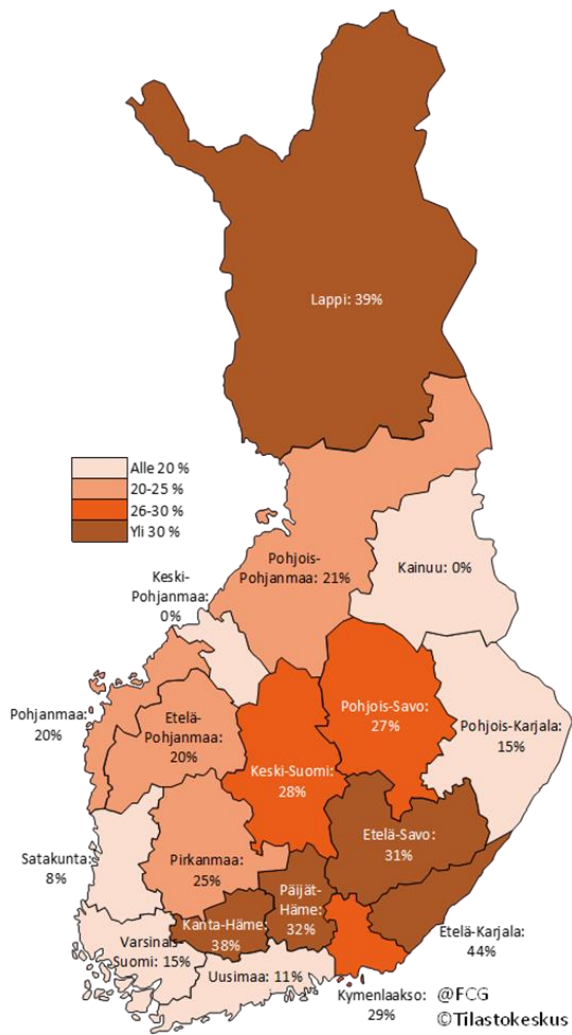 Lappi: 39%
Alle 20 %
20-25 %
26-30 %
Yli 30 %
Pohjois-
Pohjanmaa: 21%
Kainuu: 0%
Keski-
Pohjanmaa:
0%
Pohjanmaa:
20%
Etelä-
Pohjanmaa:
20%
Pohjois-Savo:
27%
Pohjois-Karjala:
15%
Keski-Suomi:
28%
Satakunta:
8%
Pirkanmaa:
25%
Etelä-Savo:
31%
Päijät-
Häme:
32%
Kanta-Häme:
38%
Etelä-Karjala:
44%
Varsinais
Suomi: 15%
Uusimaa: 11%
Kymenlaakso:
29%
@FCG
©Tilastokeskus